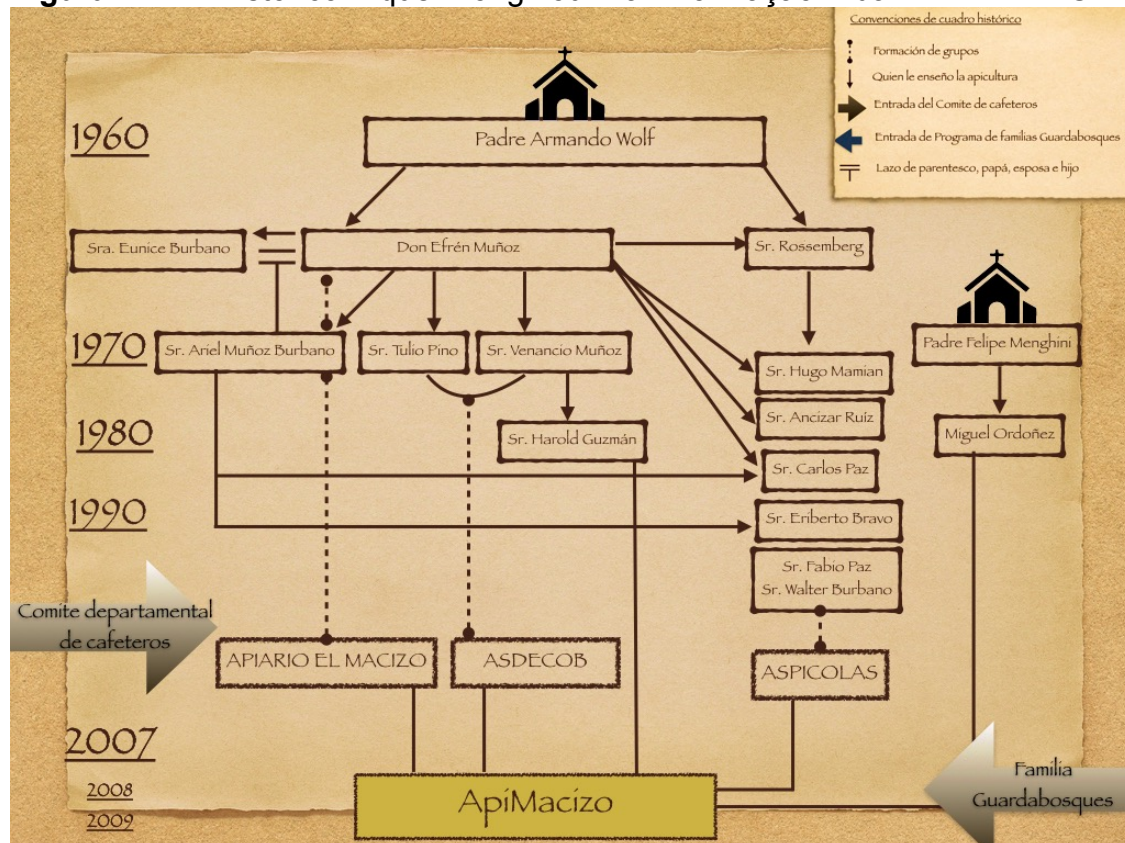 Convenciones de cuadro histórico
Formación de grupos
Quien le enseño la apicultura
Entrada del Comite de cafeteros
Entrada de Programa de familias Guardabosques
Lazo de parentesco, papá, esposa e hijo
1960
Padre Armando Wolf
Sra. Eunice Burbano
Don Efrén Muñoz
Sr. Rossemberg
1970
Sr. Ariel Muñoz Burbano
Sr. Tulio Pino
Sr. Venancio Muñoz
Padre Felipe Menghini
Sr. Hugo Mamian
Sr. Ancizar Ruíz
1980
Sr. Harold Guzmán
Miguel Ordoñez
Sr. Carlos Paz
1990
Sr. Eriberto Bravo
Sr. Fabio Paz
Sr. Walter Burbano
Comite departamental
de cafeteros
APIARIO EL MACIZO
ASDECOB
ASPICOLAS
2007
2008
2009
ApiMacizo
Familia
Guardabosques